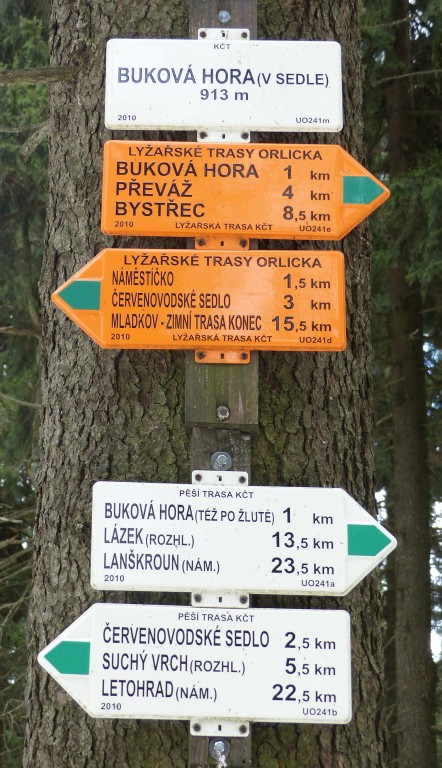 KČT
BUKOVÁ HORA (V SEDLE)
913 m
2010 UO241m
LYŽAŘSKÉ TRASY ORLICKA
BUKOVÁ HORA 1 km
PŘEVÁŽ 4 km
BYSTŘEC 8,5 km
2010 LYŽAŘSKÁ TRASA KČT UO241e
LYŽAŘSKÉ TRASY ORLICKA
NÁMĚSTÍČKO 1,5 km
ČERVENOVODSKÉ SEDLO 3 km
MLADKOV - ZIMNÍ TRASA KONEC 15,5 km
2010 LYŽAŘSKÁ TRASA KČT UO241d
PĚŠÍ TRASA KČT
BUKOVÁ HORA (TÉŽ PO ŽLUTÉ) 1 km
LÁZEK (ROZHL.) 13,5 km
LANŠKROUN (NÁM.) 23,5 km
2010 UO241a
PĚŠÍ TRASA KČT
ČERVENOVODSKÉ SEDLO 2,5 km
SUCHÝ VRCH (ROZHL.) 5,5 km
LETOHRAD (NÁM.) 22,5 km
2010 UO241b